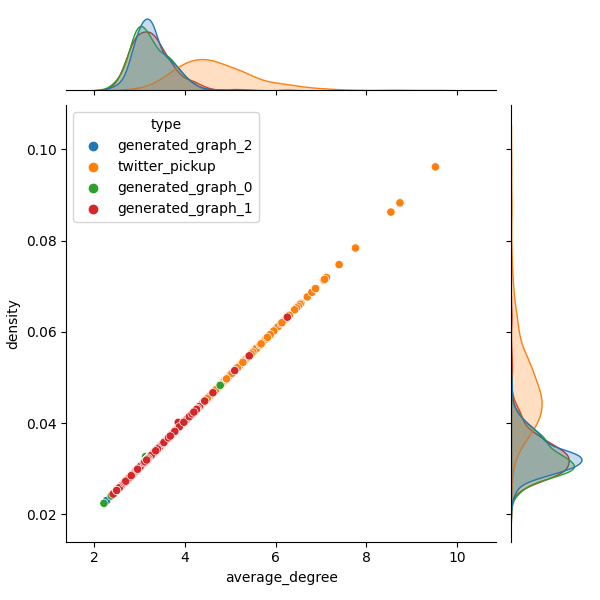 type
generated_graph_2
twitter_pickup
generated_graph_0
generated_graph_1
0.10
0.08
0.06
0.04
0.02
density
2 4 6 8 10
average_degree